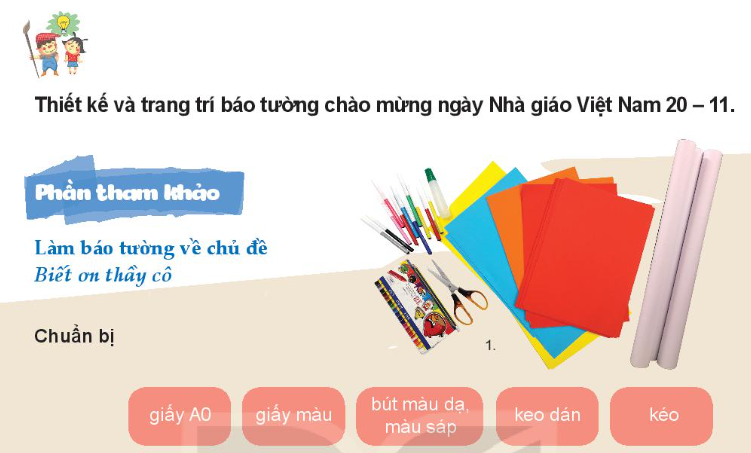 Thiết kế và trang trí báo tường chào mừng ngày Nhà giáo Việt Nam 20 – 11.
Phần tham khảo
Làm báo tường về chủ đề
Biết ơn thầy cô
Chuẩn bị
1.
giấy A0
giấy màu
bút màu dạ,
màu sáp
keo dán
kéo